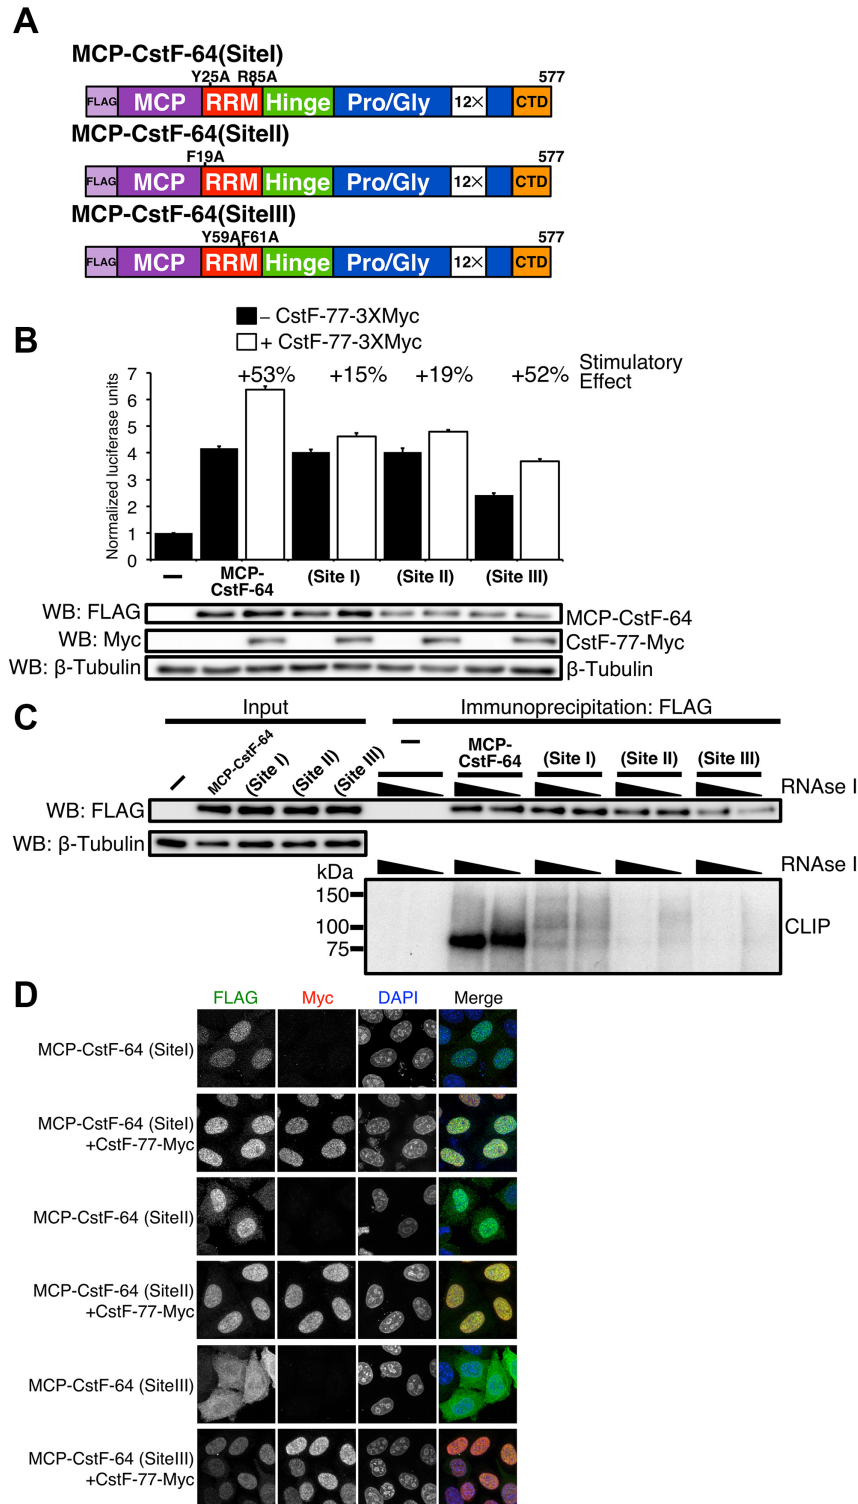 A
MCP-CstF-64(SiteI)
Y25A R85A 577
FLAG MCP RRM Hinge Pro/Gly 12× CTD
MCP-CstF-64(SiteII)
F19A 577
FLAG MCP RRM Hinge Pro/Gly 12× CTD
MCP-CstF-64(SiteIII)
Y59AF61A 577
FLAG MCP RRM Hinge Pro/Gly 12× CTD
B
– CstF-77-3XMyc
+ CstF-77-3XMyc
+53% +15% +19% +52% Stimulatory
Effect
Normalized luciferase units
7
6
5
4
3
2
1
0
– MCP-
CstF-64 (Site I) (Site II) (Site III)
WB: FLAG MCP-CstF-64
WB: Myc CstF-77-Myc
WB: β-Tubulin β-Tubulin
C
Input Immunoprecipitation: FLAG
– MCP-CstF-64 (Site I) (Site II) (Site III)
– MCP-
CstF-64 (Site I) (Site II) (Site III)
RNAse I
WB: FLAG
WB: β-Tubulin
RNAse I
kDa
150
100
75
CLIP
D
FLAG Myc DAPI Merge
MCP-CstF-64 (SiteI)
MCP-CstF-64 (SiteI)
+CstF-77-Myc
MCP-CstF-64 (SiteII)
MCP-CstF-64 (SiteII)
+CstF-77-Myc
MCP-CstF-64 (SiteIII)
MCP-CstF-64 (SiteIII)
+CstF-77-Myc